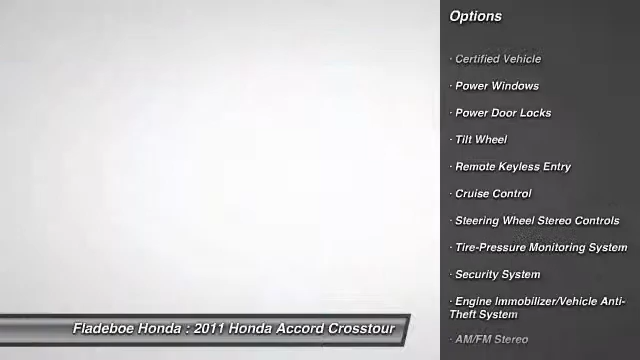 Options
· Certified Vehicle
· Power Windows
· Power Door Locks
· Tilt Wheel
· Remote Keyless Entry
· Cruise Control
· Steering Wheel Stereo Controls
· Tire-Pressure Monitoring System
· Security System
· Engine Immobilizer/Vehicle Anti-
Theft System
· AM/FM Stereo
Fladeboe Honda : 2011 Honda Accord Crosstour